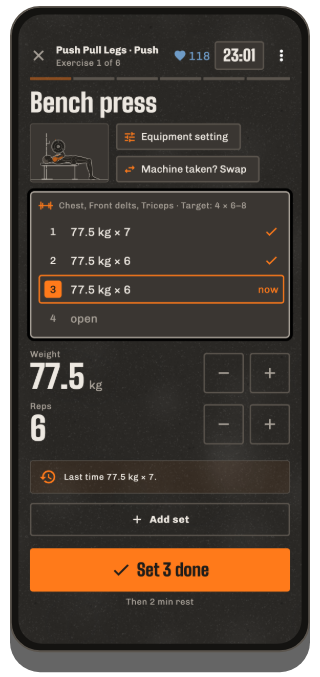 Push Pull Legs · Push
Exercise 1 of 6
118
23:01
Bench press
Equipment setting
Machine taken? Swap
Chest, Front delts, Triceps · Target: 4 × 6–8
1 77.5 kg × 7
2 77.5 kg × 6
3 77.5 kg × 6 now
4 open
Weight
77.5 kg
Reps
6
Last time 77.5 kg × 7.
+ Add set
Set 3 done
Then 2 min rest